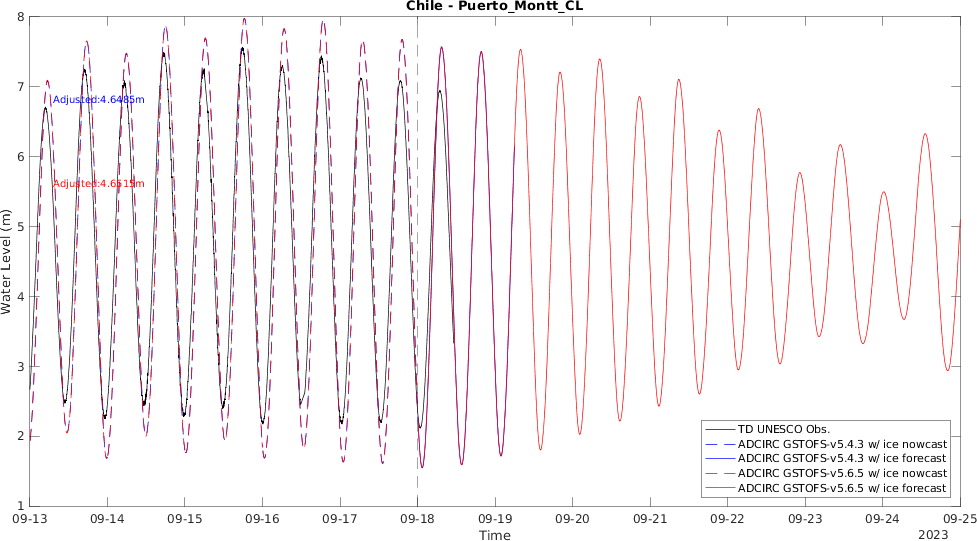 Chile - Puerto_Montt_CL
8
7
6
5
4
3
2
1
Water Level (m)
Adjusted:4.6485m
Adjusted:4.6515m
TD UNESCO Obs.
ADCIRC GSTOFS-v5.4.3 w/ ice nowcast
ADCIRC GSTOFS-v5.4.3 w/ ice forecast
ADCIRC GSTOFS-v5.6.5 w/ ice nowcast
ADCIRC GSTOFS-v5.6.5 w/ ice forecast
09-13 09-14 09-15 09-16 09-17 09-18 09-19 09-20 09-21 09-22 09-23 09-24 09-25
Time
2023